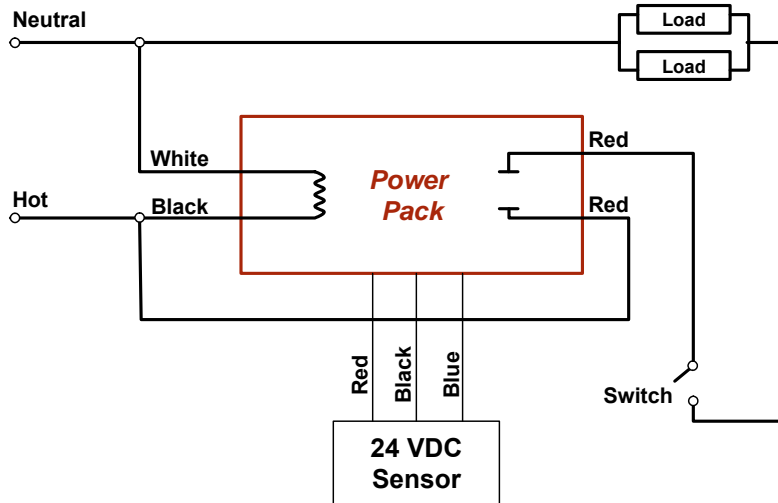 Neutral
Load
Load
White
Red
Power
Pack
Hot
Black
Red
Red
Black
Blue
Switch
24 VDC
Sensor